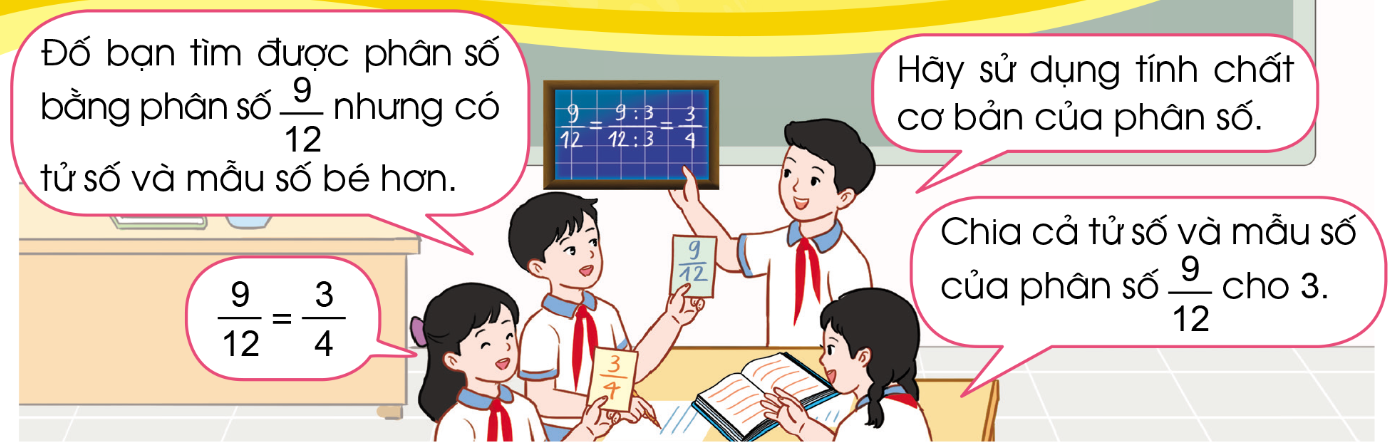 Đố bạn tìm được phân số
bằng phân số 9/12 nhưng có
tử số và mẫu số bé hơn.
9/12 = 9 : 3/12 : 3 = 3/4
Hãy sử dụng tính chất
cơ bản của phân số.
Chia cả tử số và mẫu số
của phân số 9/12 cho 3.
9/12 = 3/4
9/12
3/4